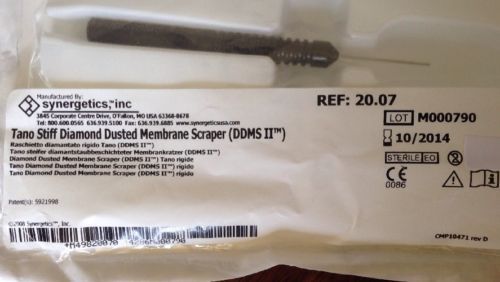 Manufactured By:
synergetics,™inc
3845 Corporate Centre Drive, O'Fallon, MO USA 63368-8678
Tel: 800.600.0565 636.939.5100 Fax: 636.939.6885 www.synergeticsusa.com
Tano Stiff Diamond Dusted Membrane Scraper (DDMS II™)
Raschietto diamantato rigido Tano (DDMS II™)
Tano steifer diamantstaubbeschichteter Membrankratzer (DDMS II™)
Diamond Dusted Membrane Scraper (DDMS II™) Tano rigide
Tano Diamond Dusted Membrane Scraper (DDMS II™) rigido
Tano Diamond Dusted Membrane Scraper (DDMS II™) rígido
Patent(s): 5921998
©2008 Synergetics™, Inc.
REF: 20.07
LOT M000790
10/2014
STERILE EO
2
CE
0086
CMP10471 rev D